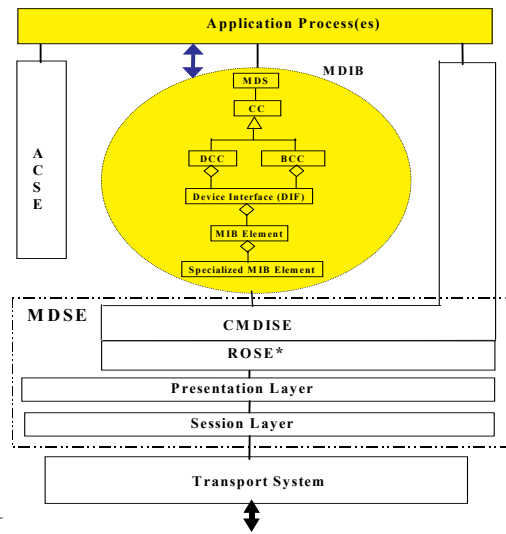 Application Process(es)
MDIB
MDS
CC
A
C
S
E
DCC
BCC
Device Interface (DIF)
MIB Element
Specialized MIB Element
MDSE
CMDISE
ROSE*
Presentation Layer
Session Layer
Transport System